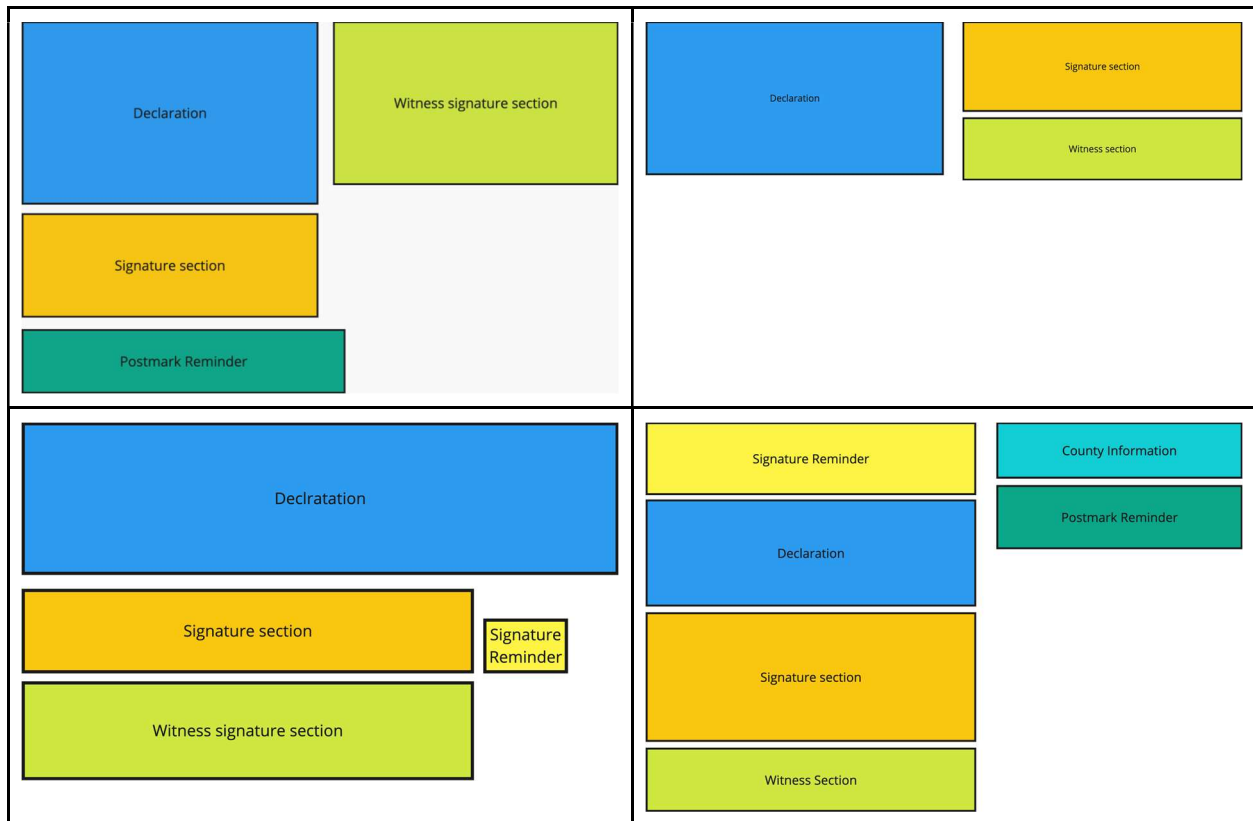 Declaration
Witness signature section
Signature section
Postmark Reminder
Declaration
Signature section
Witness section
Declratation
Signature section
Signature
Reminder
Witness signature section
Signature Reminder
Declaration
Signature section
Witness Section
County Information
Postmark Reminder